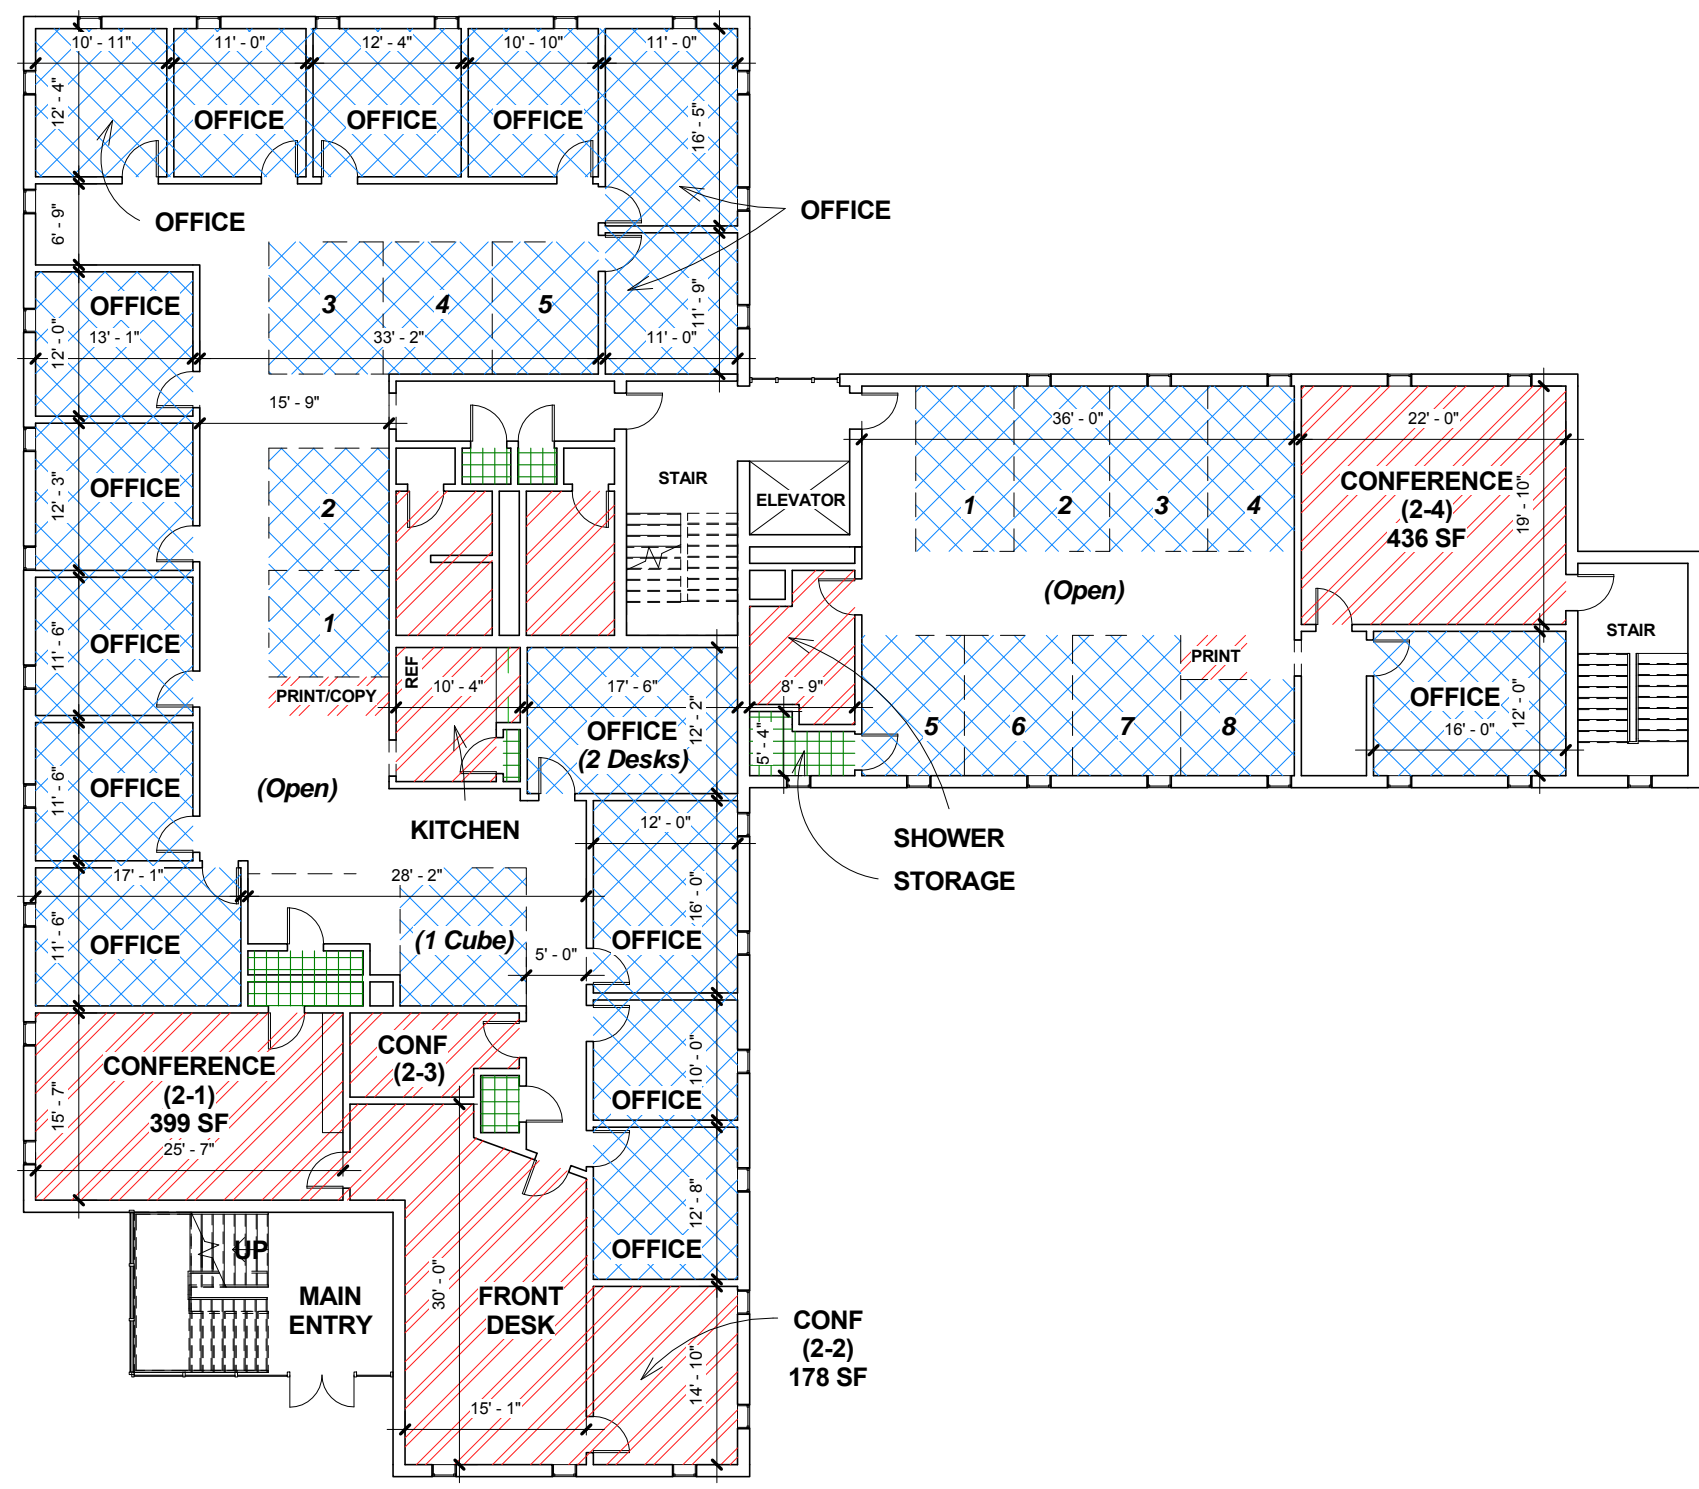 10' - 11"
11' - 0"
12' - 4"
10' - 10"
11' - 0"
12' - 4"
OFFICE
OFFICE
OFFICE
16' - 5"
OFFICE
OFFICE
6' - 9"
OFFICE
3
4
5
12' - 0"
13' - 1"
33' - 2"
11' - 9"
11' - 0"
15' - 9"
36' - 0"
22' - 0"
OFFICE
12' - 3"
2
STAIR
ELEVATOR
1
2
3
4
CONFERENCE
(2-4)
436 SF
19' - 10"
(Open)
OFFICE
11' - 6"
1
STAIR
PRINT/COPY
REF
10' - 4"
17' - 6"
OFFICE
(2 Desks)
12' - 2"
8' - 9"
5' - 4"
PRINT
5
6
7
8
OFFICE
16' - 0"
12' - 0"
OFFICE
11' - 6"
(Open)
KITCHEN
12' - 0"
SHOWER
STORAGE
17' - 1"
28' - 2"
16' - 0"
OFFICE
11' - 6"
OFFICE
(1 Cube)
5' - 0"
CONFERENCE
(2-1)
399 SF
15' - 7"
25' - 7"
CONF
(2-3)
10' - 0"
OFFICE
12' - 8"
OFFICE
UP
MAIN
ENTRY
30' - 0"
FRONT
DESK
CONF
(2-2)
178 SF
14' - 10"
15' - 1"